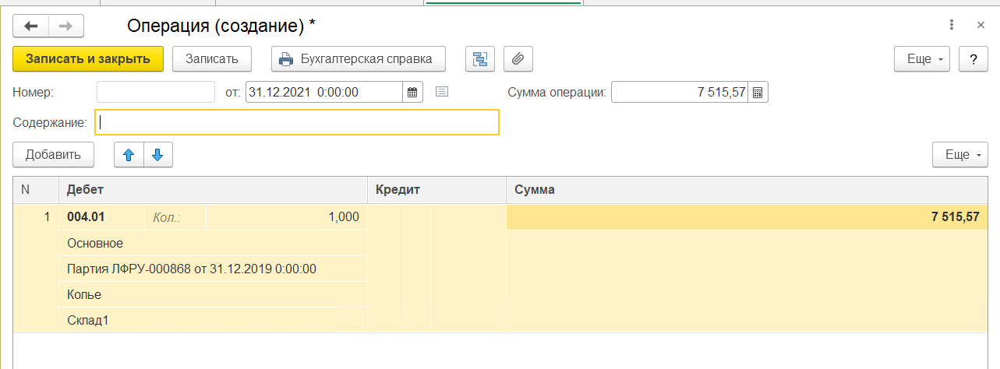 Операция (создание) *
Записать и закрыть Записать Бухгалтерская справка Еще ?
Номер: от: 31.12.2021 0:00:00 Сумма операции: 7 515,57
Содержание:
Добавить Еще
N Дебет Кредит Сумма
1 004.01 Кол.: 1,000 7 515,57
Основное
Партия ЛФРУ-000868 от 31.12.2019 0:00:00
Копье
Склад1